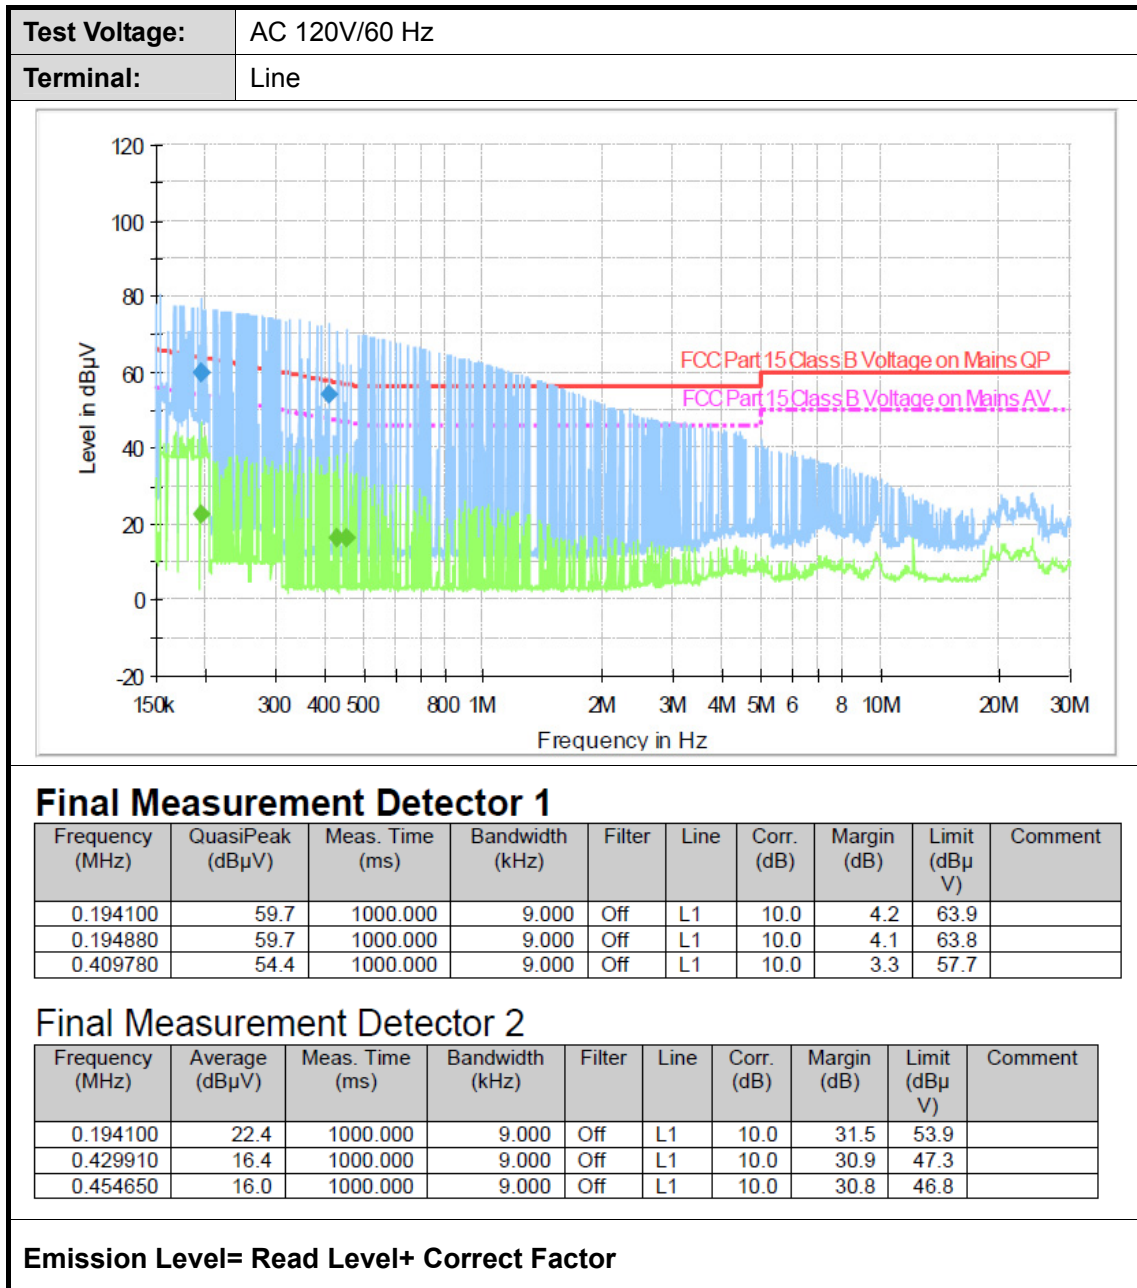 Test Voltage: AC 120V/60 Hz
Terminal: Line
120
100
80
60
40
20
0
-20
Level in dBµV
FCC Part 15 Class B Voltage on Mains QP
FCC Part 15 Class B Voltage on Mains AV
150k 300 400 500 800 1M 2M 3M 4M 5M 6 8 10M 20M 30M
Frequency in Hz
Final Measurement Detector 1
Frequency (MHz) QuasiPeak (dBµV) Meas. Time (ms) Bandwidth (kHz) Filter Line Corr. (dB) Margin (dB) Limit (dBµ V) Comment
0.194100 59.7 1000.000 9.000 Off L1 10.0 4.2 63.9
0.194880 59.7 1000.000 9.000 Off L1 10.0 4.1 63.8
0.409780 54.4 1000.000 9.000 Off L1 10.0 3.3 57.7
Final Measurement Detector 2
Frequency (MHz) Average (dBµV) Meas. Time (ms) Bandwidth (kHz) Filter Line Corr. (dB) Margin (dB) Limit (dBµ V) Comment
0.194100 22.4 1000.000 9.000 Off L1 10.0 31.5 53.9
0.429910 16.4 1000.000 9.000 Off L1 10.0 30.9 47.3
0.454650 16.0 1000.000 9.000 Off L1 10.0 30.8 46.8
Emission Level= Read Level+ Correct Factor